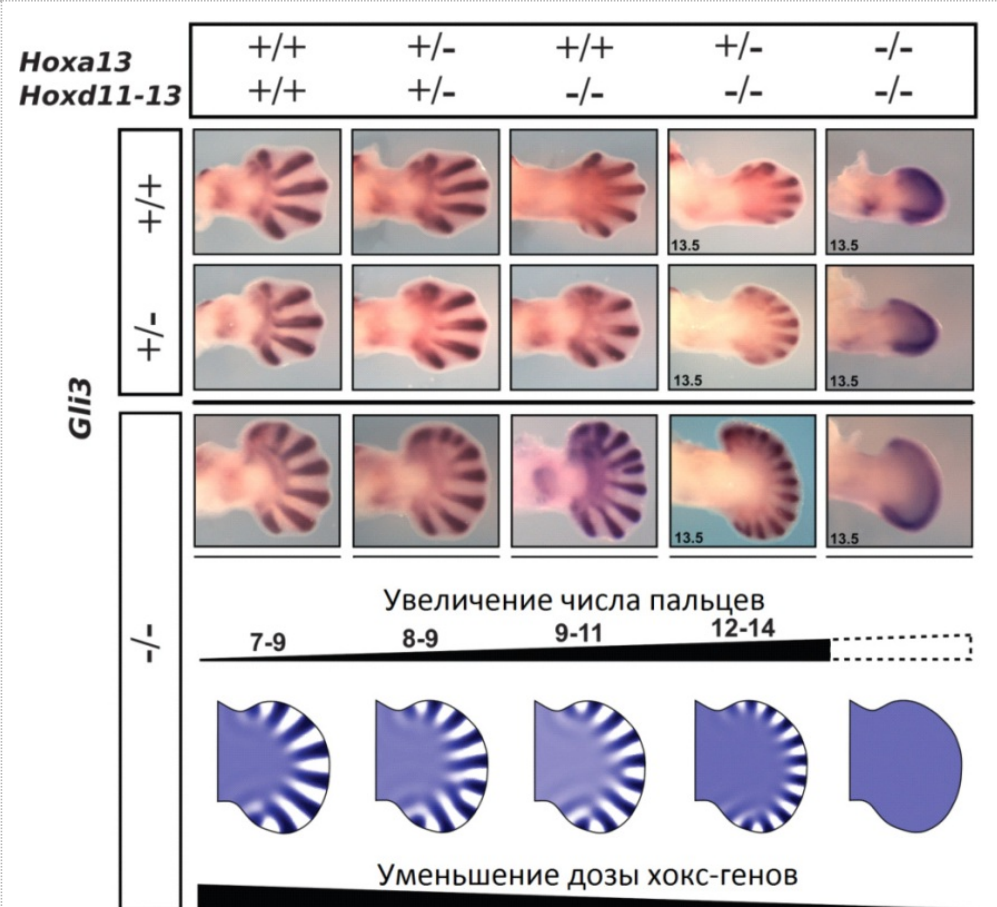 Hoxa13 +/+ +/- +/+ +/- -/-
Hoxd11-13 +/+ +/- -/- -/- -/-
+/+
13.5
13.5
+/-
13.5
13.5
Gli3
13.5
13.5
-/-
Увеличение числа пальцев
7-9 8-9 9-11 12-14
Уменьшение дозы хокс-генов